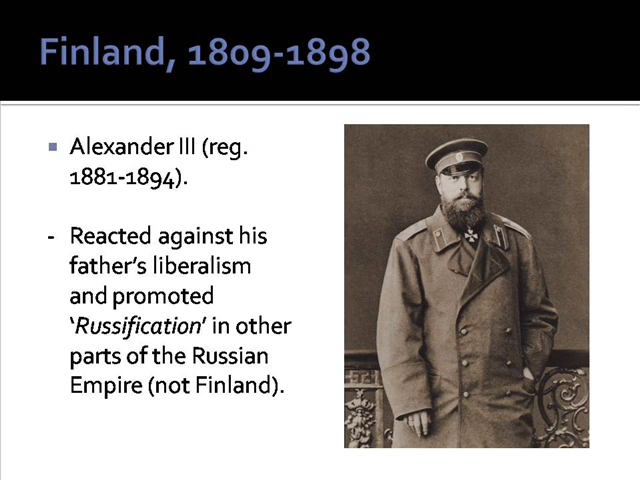 Finland, 1809-1898
Alexander III (reg.
1881-1894).
- Reacted against his
father's liberalism
and promoted
‘Russification’ in other
parts of the Russian
Empire (not Finland).